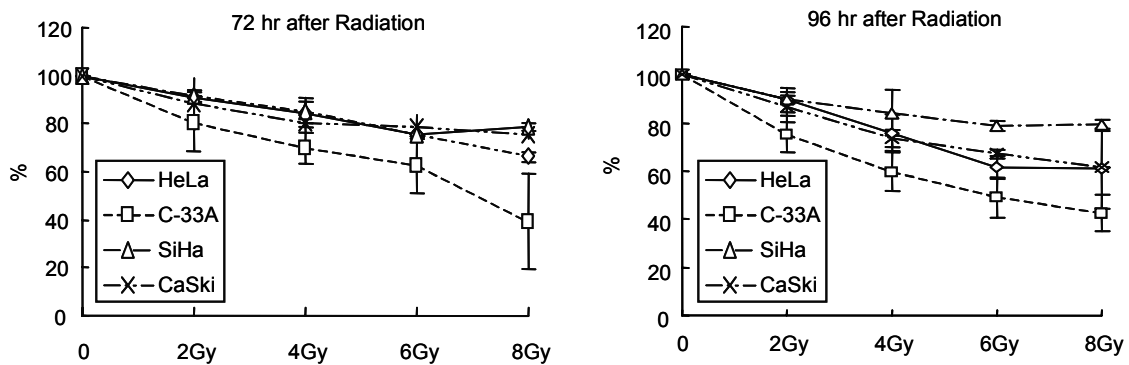 72 hr after Radiation
120
100
80
60
40
20
0
%
HeLa
C-33A
SiHa
CaSki
0 2Gy 4Gy 6Gy 8Gy
96 hr after Radiation
120
100
80
60
40
20
0
%
HeLa
C-33A
SiHa
CaSki
0 2Gy 4Gy 6Gy 8Gy